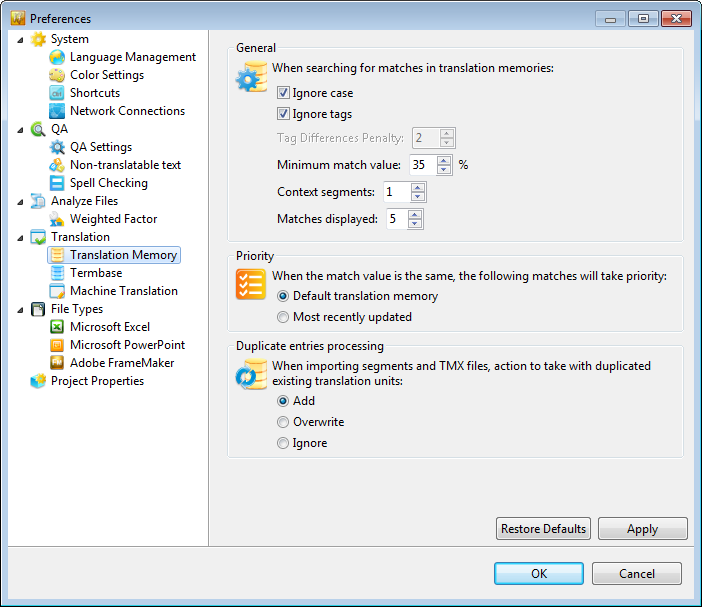 Preferences
System
Language Management
Color Settings
Shortcuts
Network Connections
QA
QA Settings
Non-translatable text
Spell Checking
Analyze Files
Weighted Factor
Translation
Translation Memory
Termbase
Machine Translation
File Types
Microsoft Excel
Microsoft PowerPoint
Adobe FrameMaker
Project Properties
General
When searching for matches in translation memories:
Ignore case
Ignore tags
Tag Differences Penalty: 2
Minimum match value: 35 %
Context segments: 1
Matches displayed: 5
Priority
When the match value is the same, the following matches will take priority:
Default translation memory
Most recently updated
Duplicate entries processing
When importing segments and TMX files, action to take with duplicated
existing translation units:
Add
Overwrite
Ignore
Restore Defaults Apply
OK Cancel